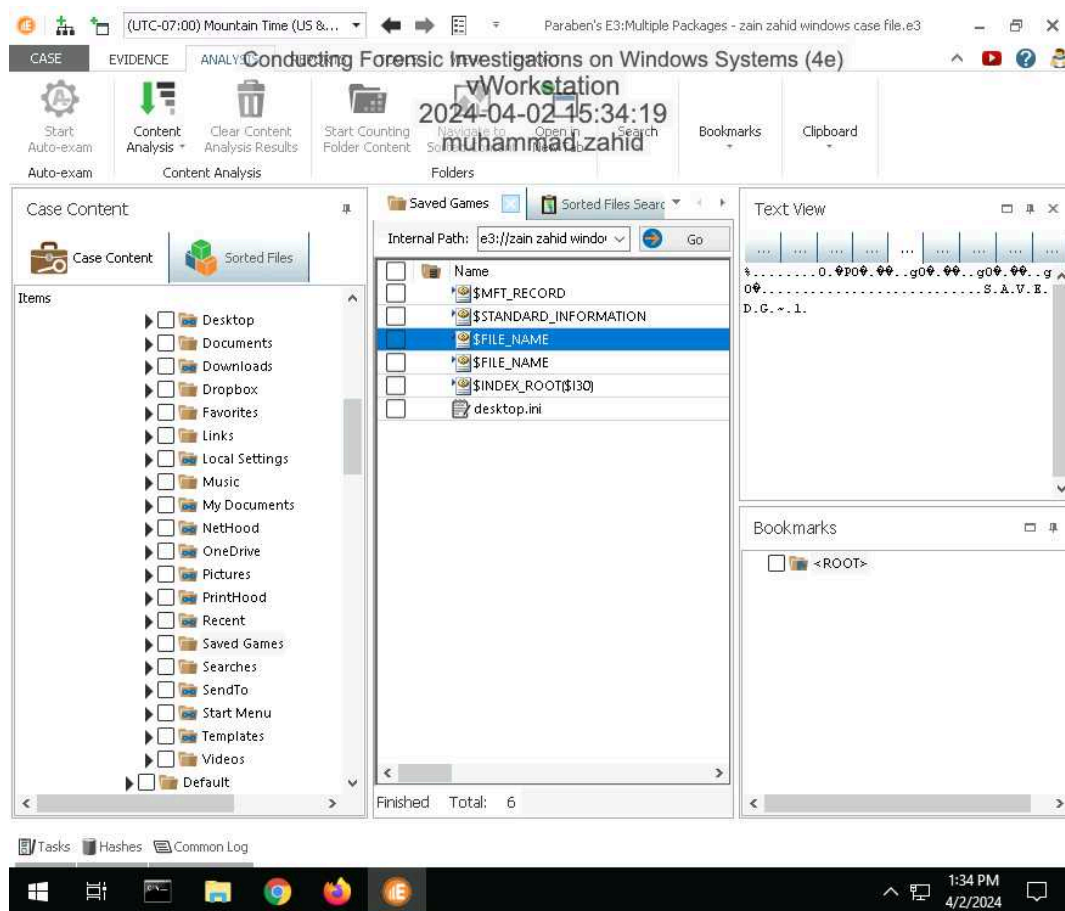 (UTC-07:00) Mountain Time (US &...
Paraben's E3:Multiple Packages - zain zahid windows case file.e3
CASE EVIDENCE
Conducting Forensic Investigations on Windows Systems (4e)
vWorkstation
2024-04-02 15:34:19
muhammad zahid
Start Auto-exam
Content Analysis
Clear Content Analysis Results
Start Counting Folder Content
Open in
Search
Bookmarks
Clipboard
Auto-exam
Content Analysis
Folders
Case Content
Case Content
Sorted Files
Items
Desktop
Documents
Downloads
Dropbox
Favorites
Links
Local Settings
Music
My Documents
NetHood
OneDrive
Pictures
PrintHood
Recent
Saved Games
Searches
SendTo
Start Menu
Templates
Videos
Default
Saved Games
Sorted Files Searc
Internal Path: e3://zain zahid windo
Go
Name
$MFT_RECORD
$STANDARD_INFORMATION
$FILE_NAME
$FILE_NAME
$INDEX_ROOT($I30)
desktop.ini
Finished Total: 6
Text View
S.A.V.E.
D.G.~.1.
Bookmarks
<ROOT>
Tasks Hashes Common Log
1:34 PM
4/2/2024